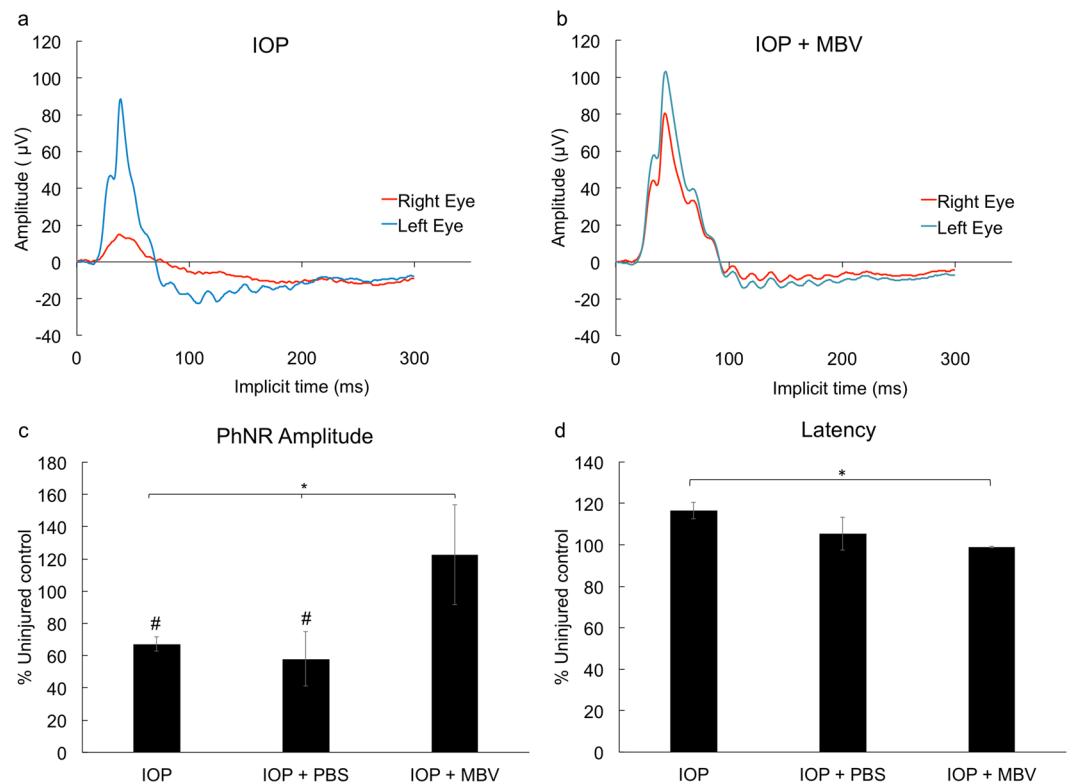 a
IOP
120
100
80
60
40
20
0
-20
-40
Amplitude ( µV)
Right Eye
Left Eye
0
100
200
300
Implicit time (ms)
b
IOP + MBV
120
100
80
60
40
20
0
-20
-40
Amplitude (µV)
Right Eye
Left Eye
0
100
200
300
Implicit time (ms)
c
PhNR Amplitude
180
160
140
120
100
80
60
40
20
0
% Uninjured control
*
#
#
IOP
IOP + PBS
IOP + MBV
d
Latency
140
120
100
80
60
40
20
0
% Uninjured control
*
IOP
IOP + PBS
IOP + MBV